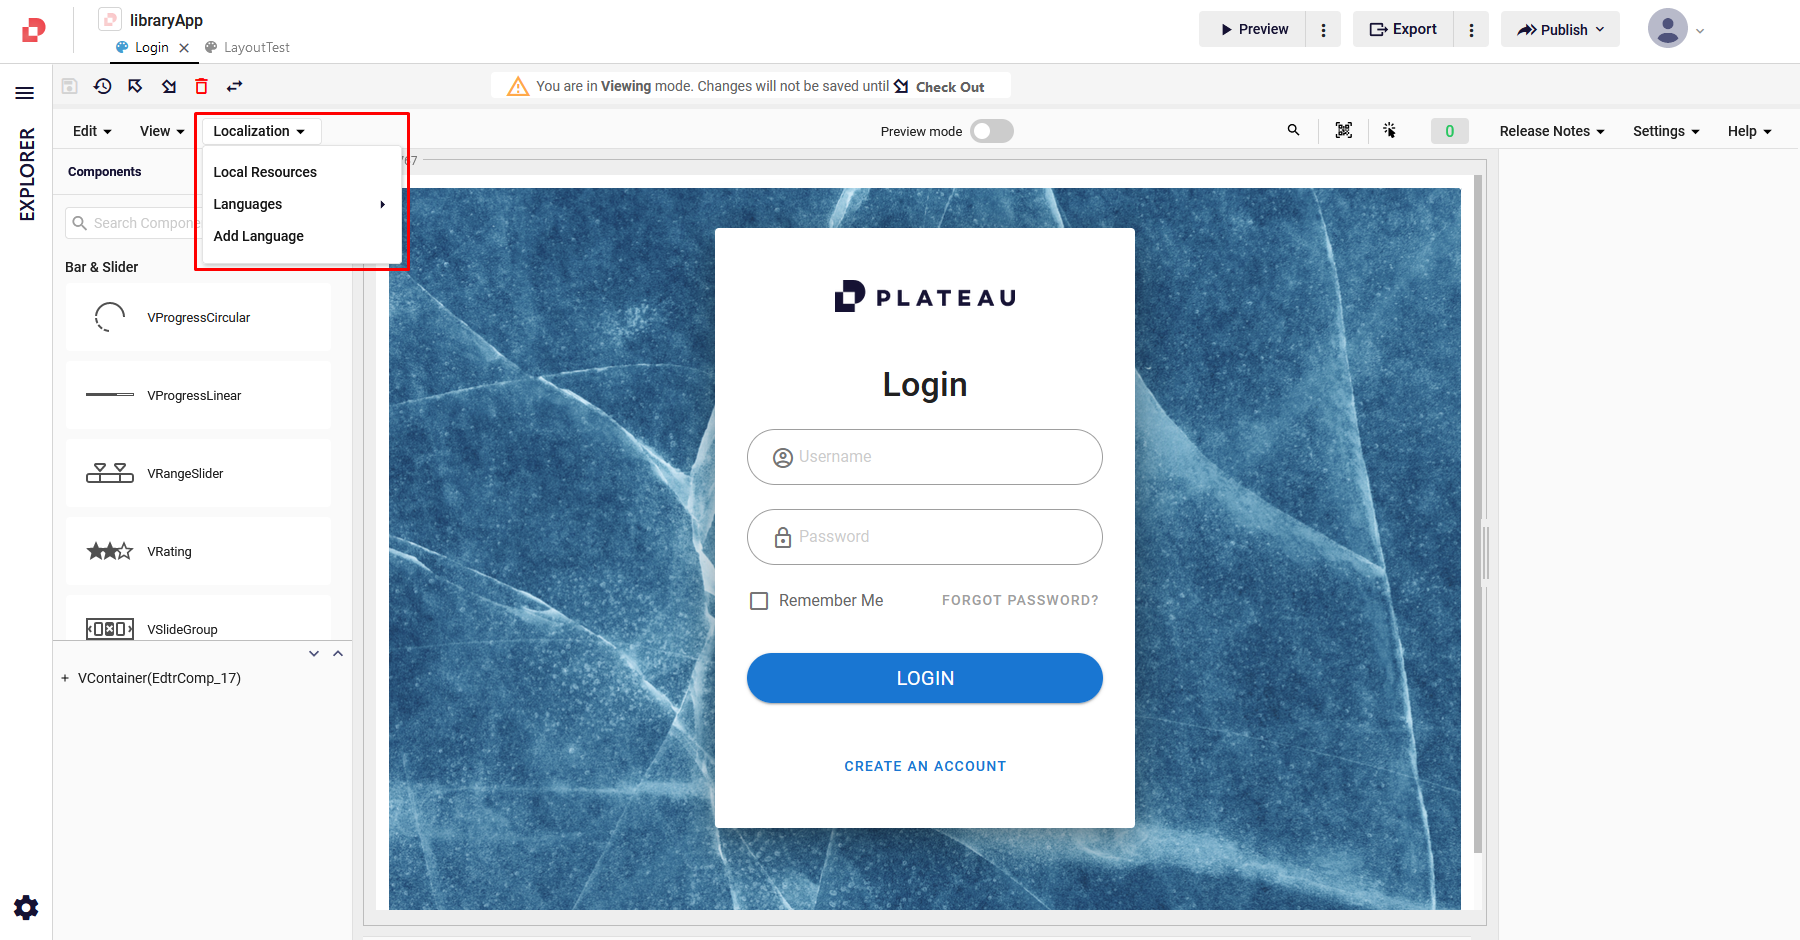 libraryApp
Login
LayoutTest
Preview
Export
Publish
You are in Viewing mode. Changes will not be saved until Check Out
Edit
View
Localization
Preview mode
0
Release Notes
Settings
Help
EXPLORER
Components
Local Resources
Languages
Add Language
Search Compone
Bar & Slider
VProgressCircular
VProgressLinear
VRangeSlider
VRating
VSlideGroup
+ VContainer(EdtrComp_17)
PLATEAU
Login
Username
Password
Remember Me
FORGOT PASSWORD?
LOGIN
CREATE AN ACCOUNT